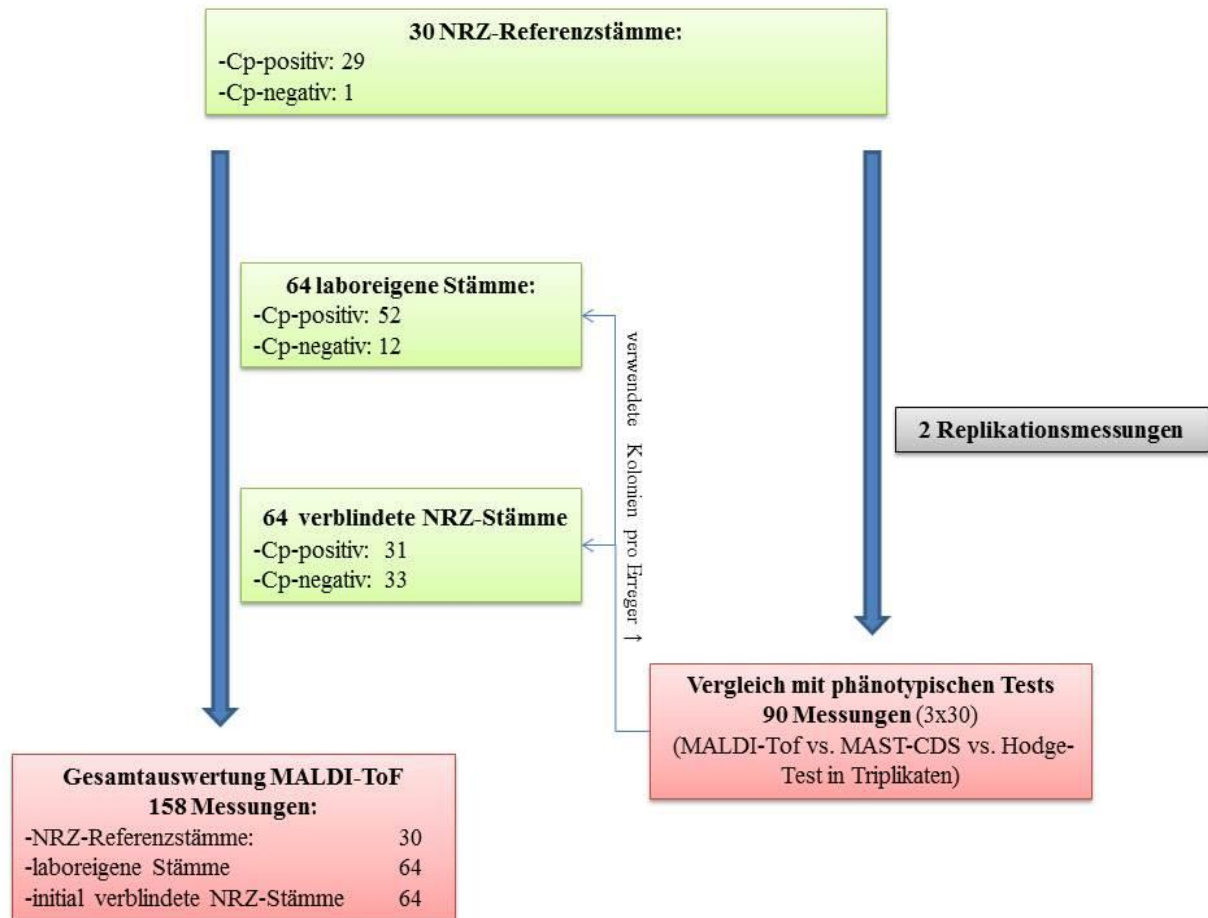 30 NRZ-Referenzstämme:
-Cp-positiv: 29
-Cp-negativ: 1
64 laboreigene Stämme:
-Cp-positiv: 52
-Cp-negativ: 12
verwendete Kolonien pro Erreger ↑
2 Replikationsmessungen
64 verblindete NRZ-Stämme
-Cp-positiv: 31
-Cp-negativ: 33
Vergleich mit phänotypischen Tests
90 Messungen (3x30)
(MALDI-Tof vs. MAST-CDS vs. Hodge-
Test in Triplikaten)
Gesamtauswertung MALDI-ToF
158 Messungen:
-NRZ-Referenzstämme: 30
-laboreigene Stämme 64
-initial verblindete NRZ-Stämme 64